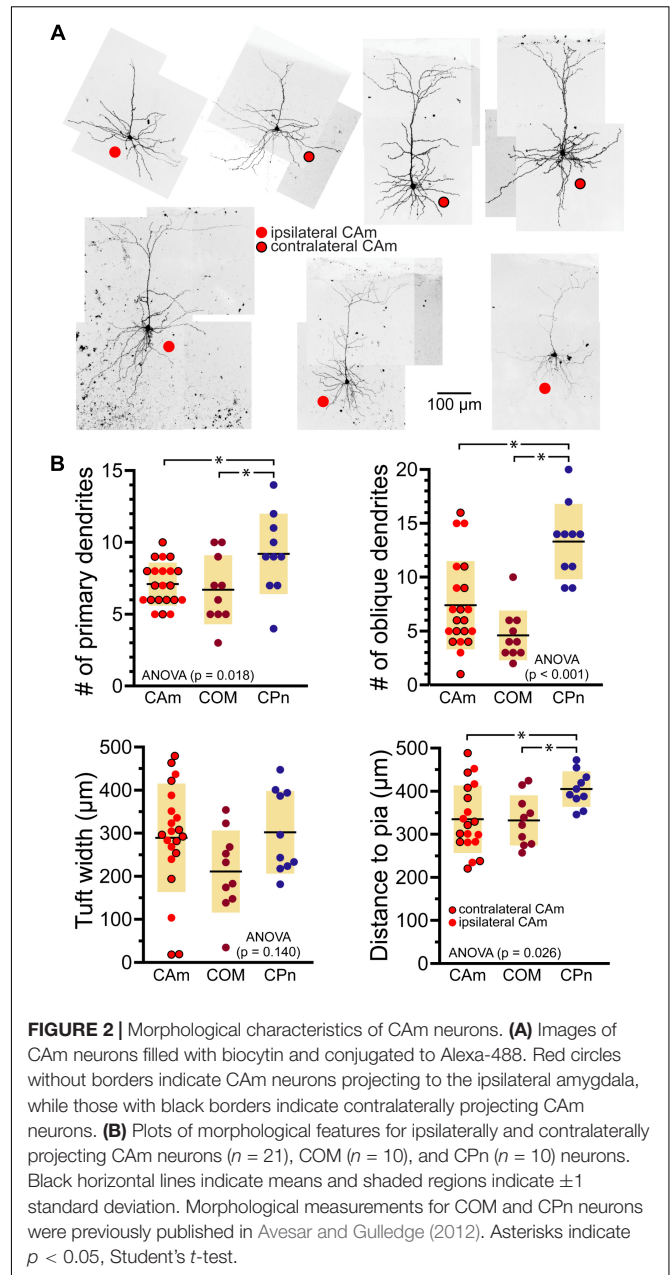 A
ipsilateral CAm
contralateral CAm
100 µm
B
# of primary dendrites
15
10
5
0
*
*
ANOVA (p = 0.018)
CAm COM CPn
# of oblique dendrites
20
15
10
5
0
*
*
ANOVA
(p < 0.001)
CAm COM CPn
Tuft width (µm)
500
400
300
200
100
0
ANOVA
(p = 0.140)
CAm COM CPn
Distance to pia (µm)
500
400
300
200
100
0
*
*
contralateral CAm
ipsilateral CAm
ANOVA (p = 0.026)
CAm COM CPn
FIGURE 2 | Morphological characteristics of CAm neurons. (A) Images of
CAm neurons filled with biocytin and conjugated to Alexa-488. Red circles
without borders indicate CAm neurons projecting to the ipsilateral amygdala,
while those with black borders indicate contralaterally projecting CAm
neurons. (B) Plots of morphological features for ipsilaterally and contralaterally
projecting CAm neurons (n = 21), COM (n = 10), and CPn (n = 10) neurons.
Black horizontal lines indicate means and shaded regions indicate ±1
standard deviation. Morphological measurements for COM and CPn neurons
were previously published in Avesar and Gulledge (2012). Asterisks indicate
p < 0.05, Student's t-test.